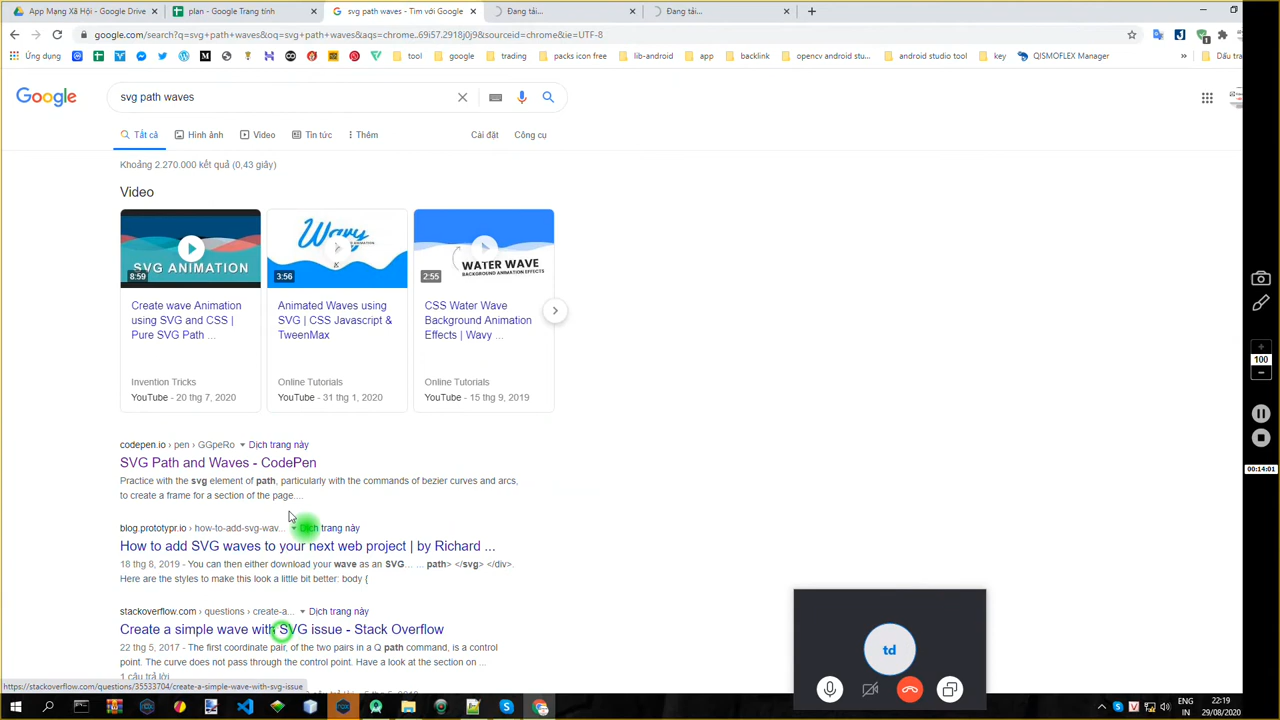 App Mạng Xã Hội - Google Drive
plan - Google Trang tính
svg path waves - Tìm với Google
Đang tải...
Đang tải...
google.com/search?q=svg+path+waves&oq=svg+path+waves&aqs=chrome..69i57.2918j0j9&sourceid=chrome&ie=UTF-8
Ứng dụng
tool
google
trading
packs icon free
lib-android
app
backlink
opencv android stu...
android studio tool
key
QISMOFLEX Manager
»
Dấu tra
Google
svg path waves
Tất cả
Hình ảnh
Video
Tin tức
Thêm
Cài đặt
Công cụ
Khoảng 2.270.000 kết quả (0,43 giây)
Video
SVG ANIMATION
8:59
Wavy
3:56
WATER WAVE
BACKGROUND ANIMATION EFFECTS
2:55
Create wave Animation
using SVG and CSS |
Pure SVG Path ...
Invention Tricks
YouTube - 20 thg 7, 2020
Animated Waves using
SVG | CSS Javascript &
TweenMax
Online Tutorials
YouTube - 31 thg 1, 2020
CSS Water Wave
Background Animation
Effects | Wavy ...
Online Tutorials
YouTube - 15 thg 9, 2019
codepen.io › pen › GGpeRo
Dịch trang này
SVG Path and Waves - CodePen
Practice with the svg element of path, particularly with the commands of bezier curves and arcs,
to create a frame for a section of the page....
blog.prototypr.io › how-to-add-svg-wav...
Dịch trang này
How to add SVG waves to your next web project | by Richard ...
18 thg 8, 2019 - You can then either download your wave as an SVG... ... path> </svg> </div>.
Here are the styles to make this look a little bit better: body {
stackoverflow.com › questions › create-a...
Dịch trang này
Create a simple wave with SVG issue - Stack Overflow
22 thg 5, 2017 - The first coordinate pair, of the two pairs in a Q path command, is a control
point. The curve does not pass through the control point. Have a look at the section on ...
1 câu trả lời
https://stackoverflow.com/questions/35533704/create-a-simple-wave-with-svg-issue
td
100
00:14:01
ENG
IN
22:19
29/08/2020